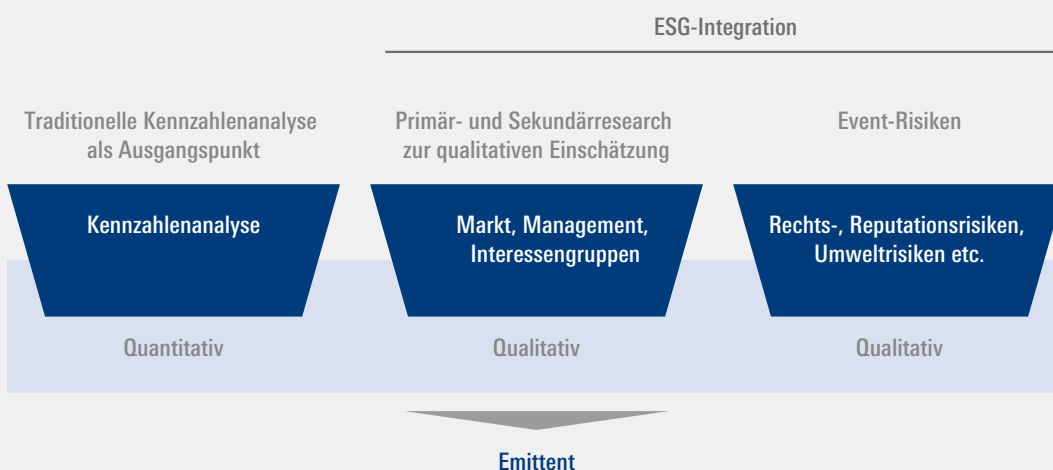 ESG-Integration
Traditionelle Kennzahlenanalyse
als Ausgangspunkt
Primär- und Sekundärresearch
zur qualitativen Einschätzung
Event-Risiken
Kennzahlenanalyse
Markt, Management,
Interessengruppen
Rechts-, Reputationsrisiken,
Umweltrisiken etc.
Quantitativ
Qualitativ
Qualitativ
Emittent